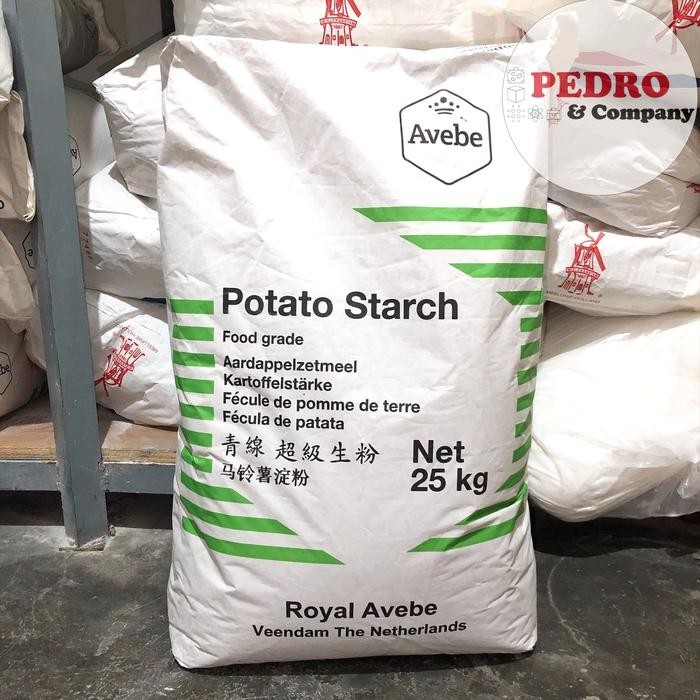 PEDRO
& Company
Avebe
Potato Starch
Food grade
Aardappelzetmeel
Kartoffelstärke
Fécule de pomme de terre
Fécula de patata
青線 超級生粉
马铃薯淀粉
Net
25 kg
Royal Avebe
Veendam The Netherlands